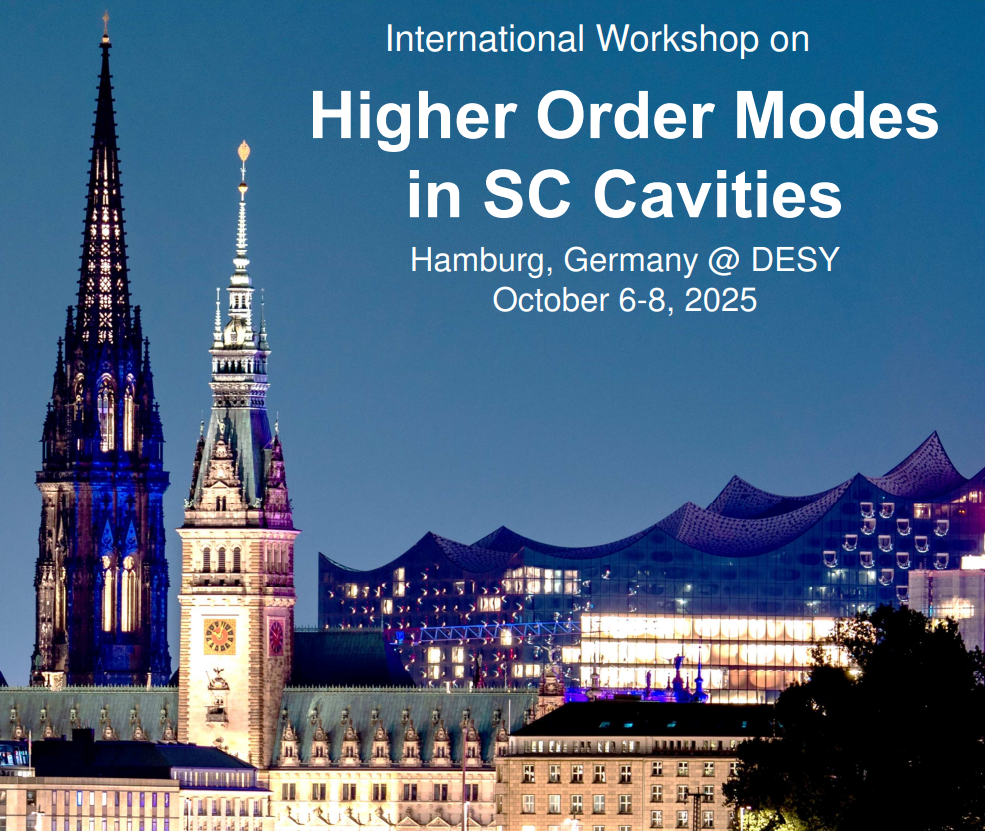 International Workshop on
Higher Order Modes
in SC Cavities
Hamburg, Germany @ DESY
October 6-8, 2025